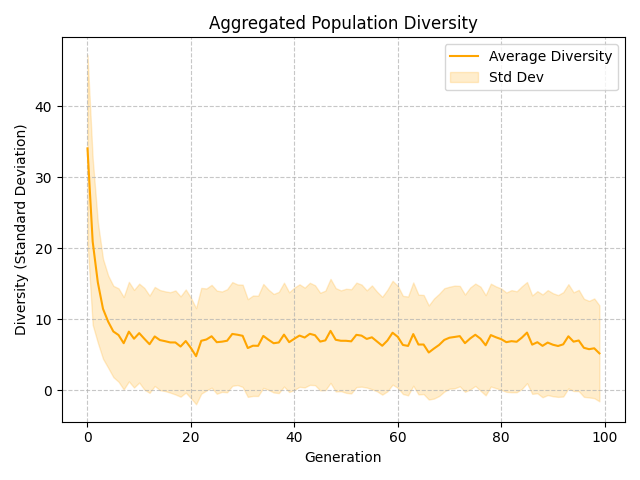 Aggregated Population Diversity
Average Diversity
Std Dev
Diversity (Standard Deviation)
40
30
20
10
0
0 20 40 60 80 100
Generation